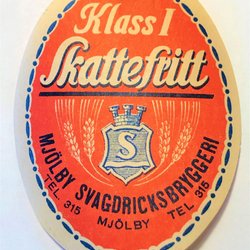 Klass I
Skattefritt
S
MJÖLBY SVAGDRICKSBRYGGERI
TEL 315 MJÖLBY TEL 315